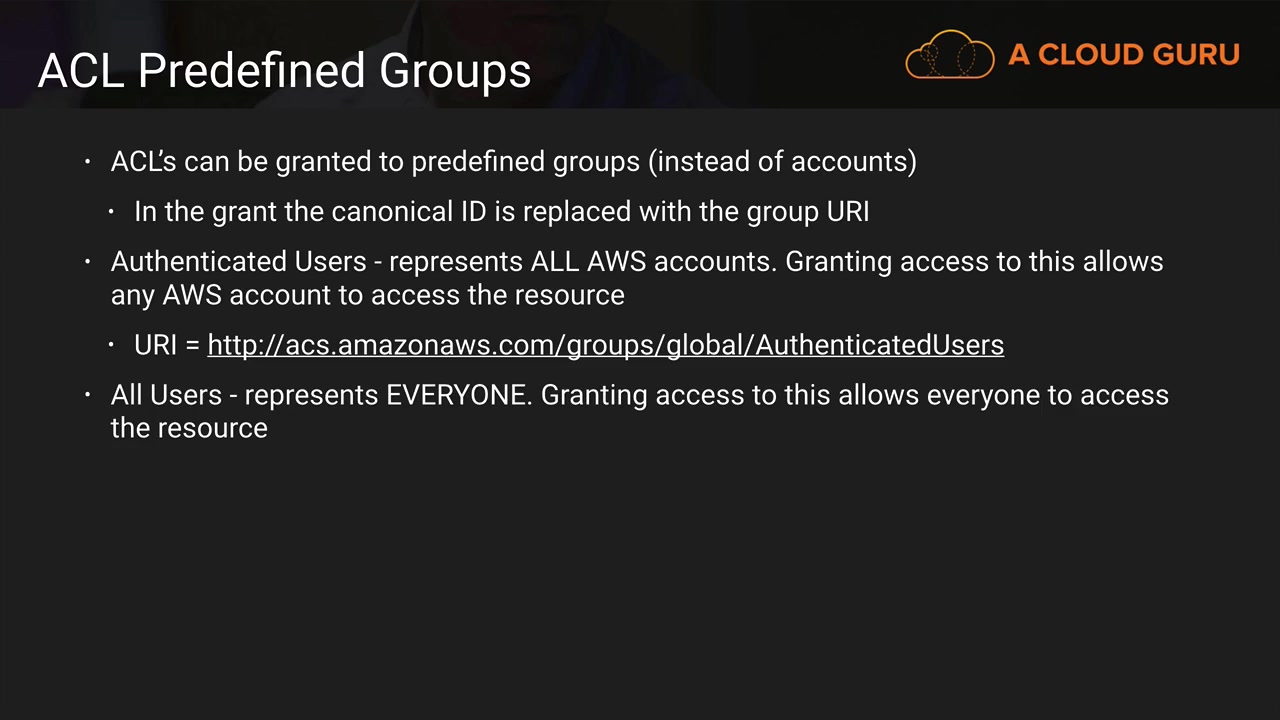 ACL Predefined Groups
A CLOUD GURU
· ACL’s can be granted to predefined groups (instead of accounts)
· In the grant the canonical ID is replaced with the group URI
· Authenticated Users - represents ALL AWS accounts. Granting access to this allows
any AWS account to access the resource
· URI = http://acs.amazonaws.com/groups/global/AuthenticatedUsers
· All Users - represents EVERYONE. Granting access to this allows everyone to access
the resource